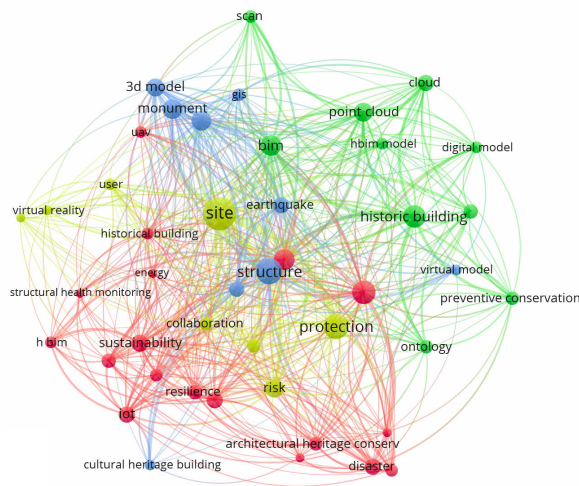 scan
3d model
gis
cloud
monument
point cloud
uav
bim
hbim model
digital model
user
site
earthquake
virtual reality
historic building
historical building
structure
energy
virtual model
structural health monitoring
preventive conservation
collaboration
protection
h bim
sustainability
ontology
resilience
risk
iot
architectural heritage conserv
cultural heritage building
disaster